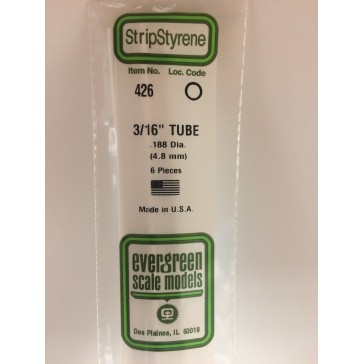 StripStyrene
Item No. Loc. Code
426
3/16" TUBE
.188 Dia.
(4.8 mm)
6 Pieces
Made in U.S.A.
evergreen
scale models
Des Plaines, IL 60018